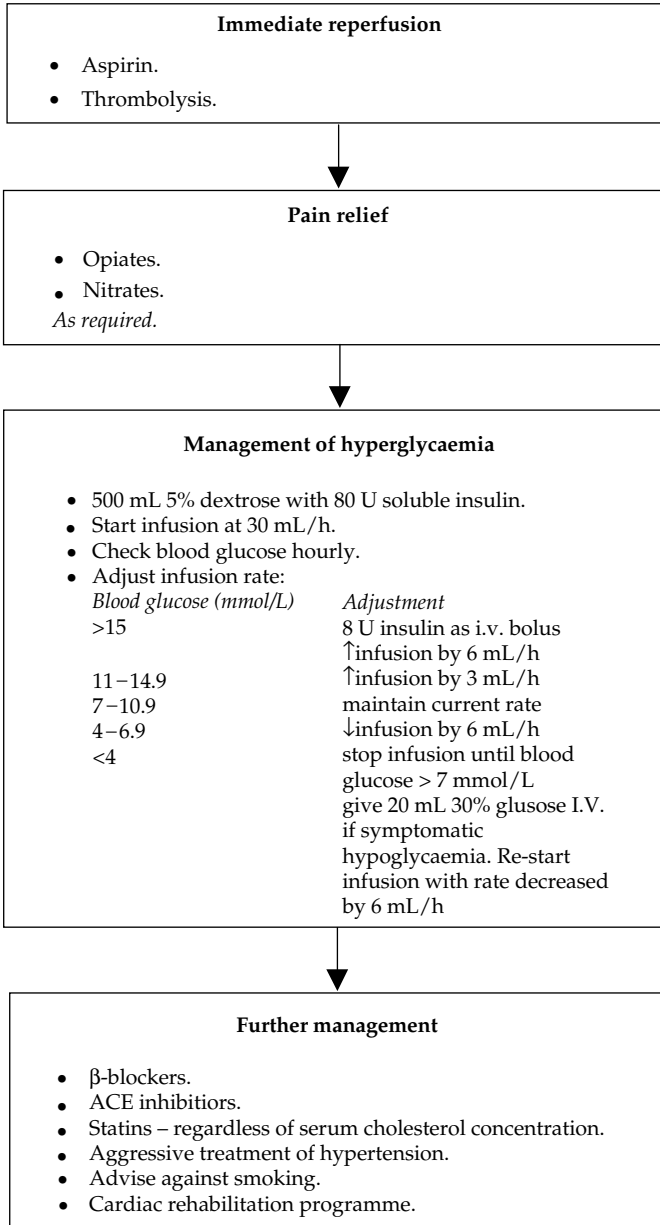 Immediate reperfusion
• Aspirin.
• Thrombolysis.
Pain relief
• Opiates.
• Nitrates.
As required.
Management of hyperglycaemia
• 500 mL 5% dextrose with 80 U soluble insulin.
• Start infusion at 30 mL/h.
• Check blood glucose hourly.
• Adjust infusion rate:
Blood glucose (mmol/L) Adjustment
>15 8 U insulin as i.v. bolus
↑infusion by 6 mL/h
11–14.9 ↑infusion by 3 mL/h
7–10.9 maintain current rate
4–6.9 ↓infusion by 6 mL/h
<4 stop infusion until blood
glucose > 7 mmol/L
give 20 mL 30% glusose I.V.
if symptomatic
hypoglycaemia. Re-start
infusion with rate decreased
by 6 mL/h
Further management
• β-blockers.
• ACE inhibitiors.
• Statins – regardless of serum cholesterol concentration.
• Aggressive treatment of hypertension.
• Advise against smoking.
• Cardiac rehabilitation programme.